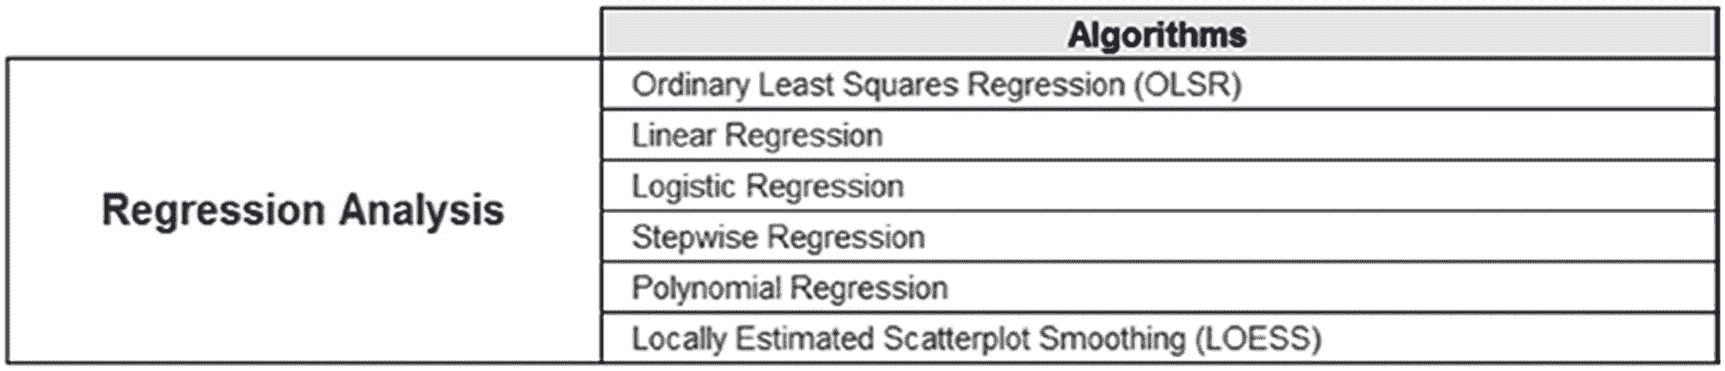 Algorithms
Regression Analysis
Ordinary Least Squares Regression (OLSR)
Linear Regression
Logistic Regression
Stepwise Regression
Polynomial Regression
Locally Estimated Scatterplot Smoothing (LOESS)